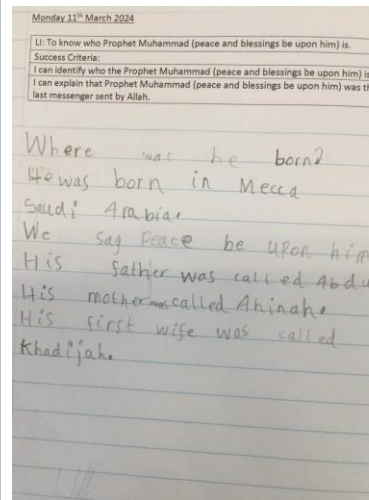 Monday 11th March 2024
LI: To know who Prophet Muhammad (peace and blessings be upon him) is.
Success Criteria:
I can identify who the Prophet Muhammad (peace and blessings be upon him) is
I can explain that Prophet Muhammad (peace and blessings be upon him) was th
last messenger sent by Allah.
Where was he born?
He was born in Mecca
Saudi Arabia.
We say Peace be upon him
His father was called Abdu
His mother was called Ahinah.
His first wife was called
Khadijah.